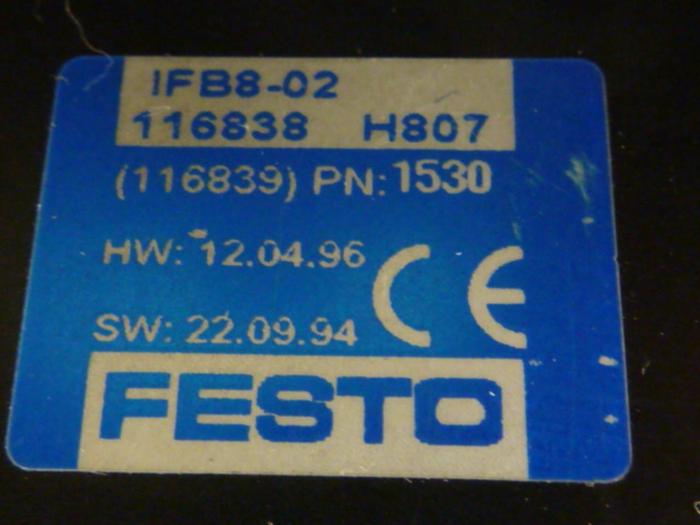 IFB8-02
116838 H807
(116839) PN: 1530
HW: 12.04.96
CE
SW: 22.09.94
FESTO